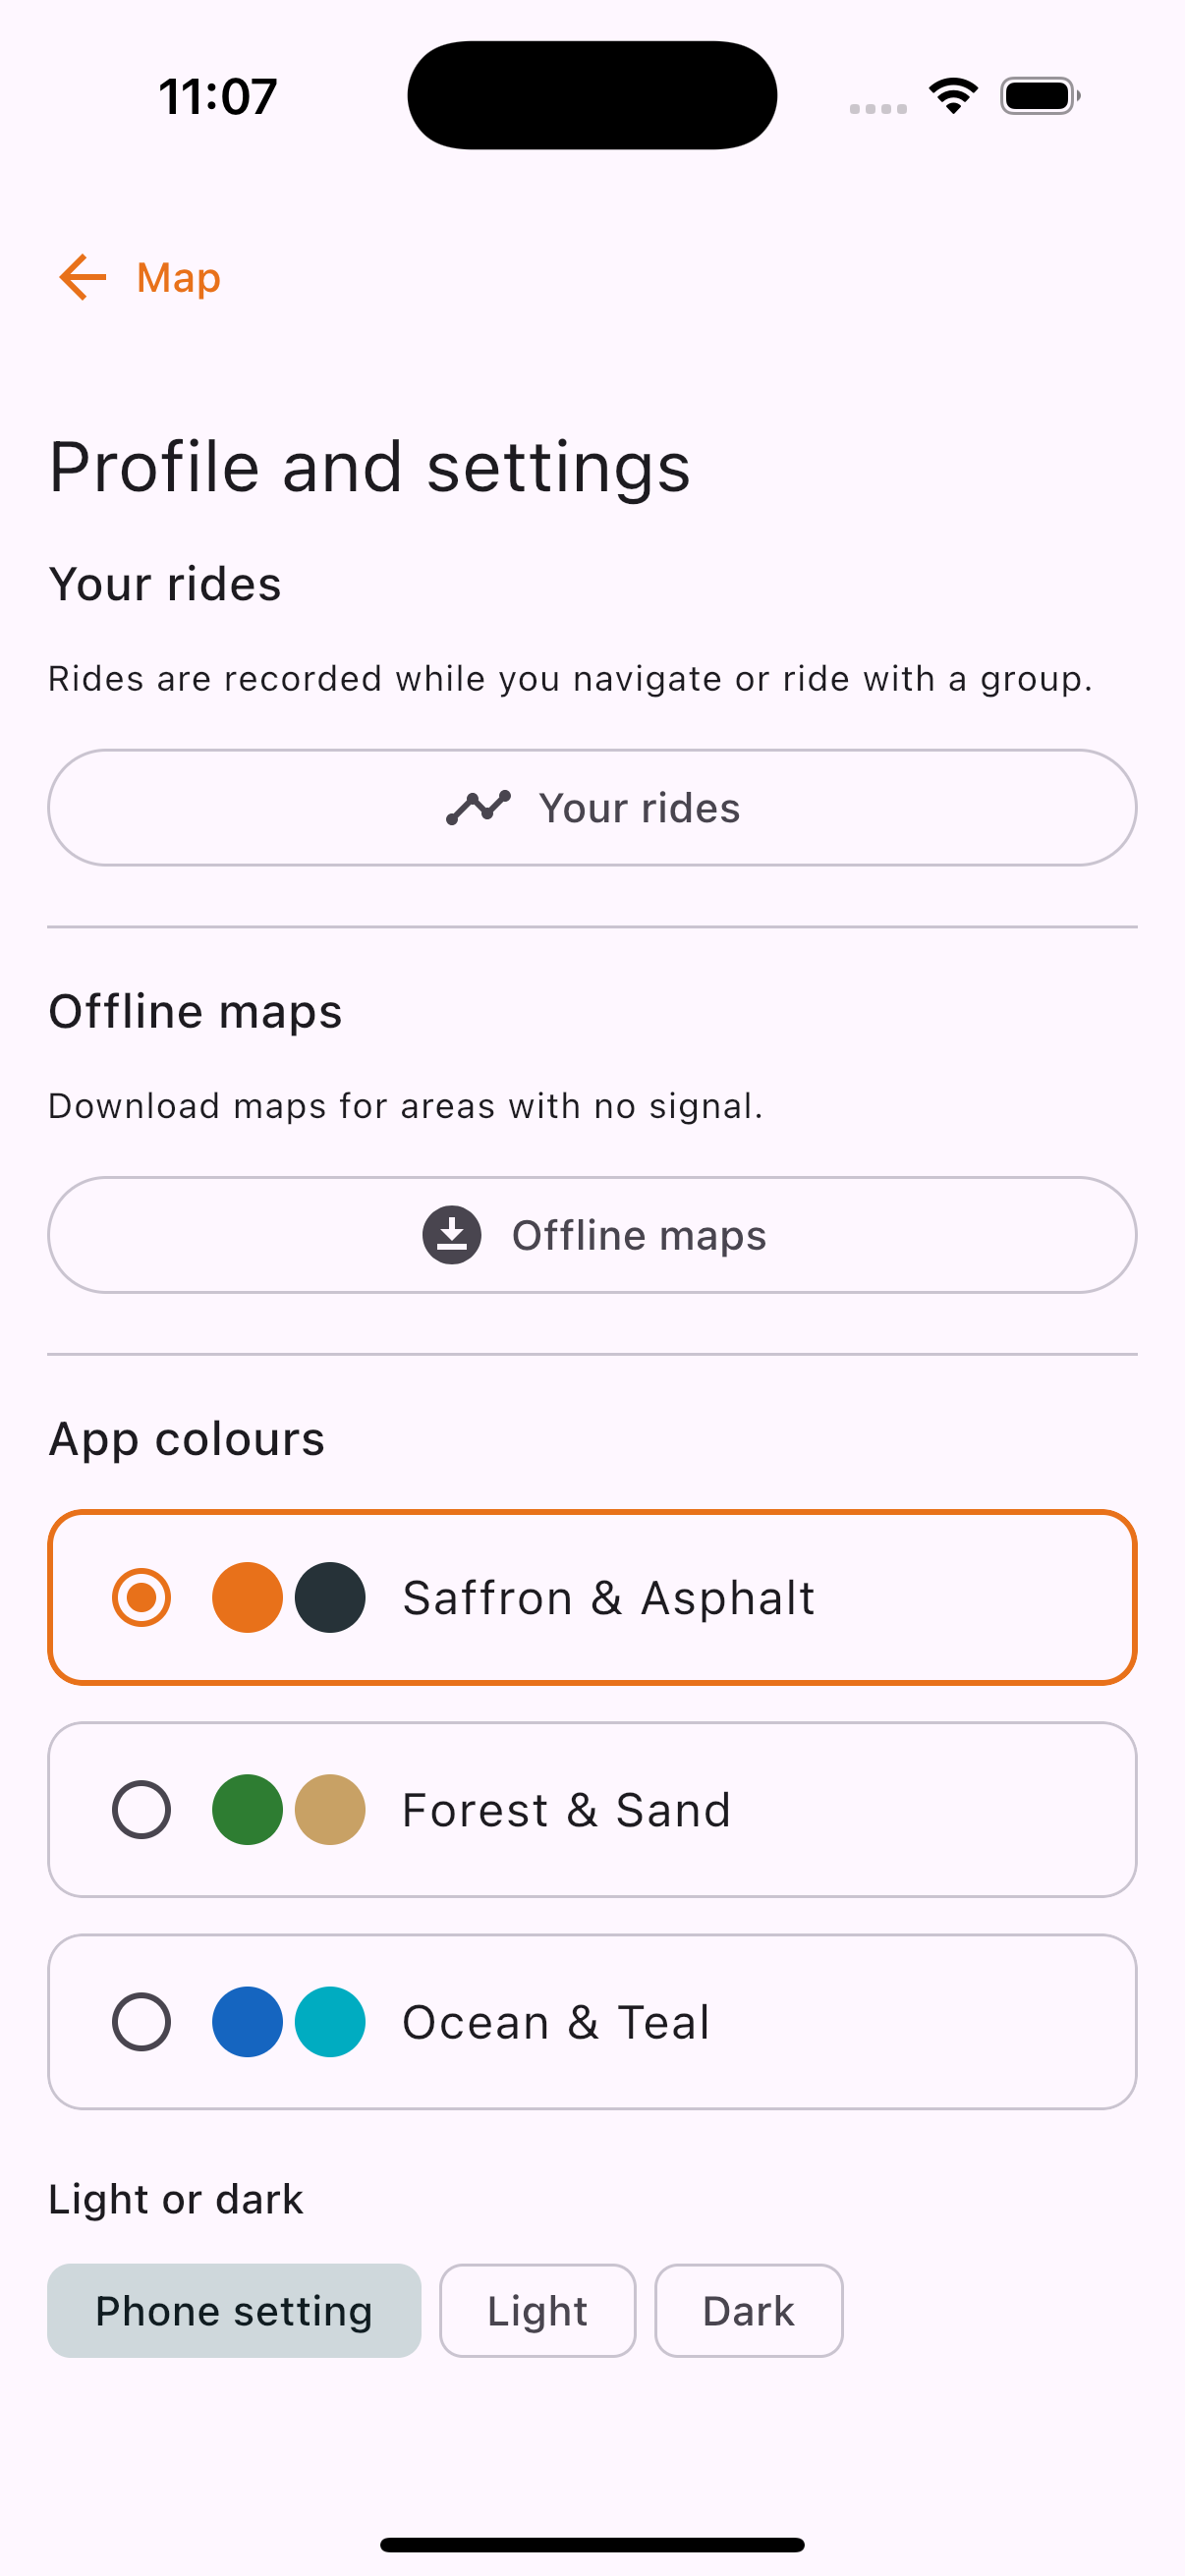 11:07
Map
Profile and settings
Your rides
Rides are recorded while you navigate or ride with a group.
Your rides
Offline maps
Download maps for areas with no signal.
Offline maps
App colours
Saffron & Asphalt
Forest & Sand
Ocean & Teal
Light or dark
Phone setting Light Dark